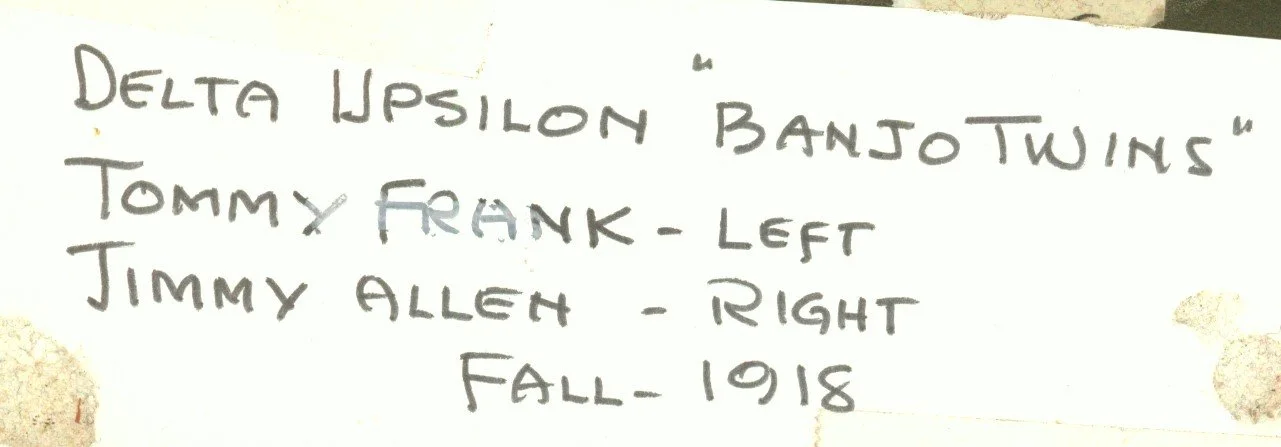 DELTA UPSILON "BANJO TWINS"
TOMMY FRANK - LEFT
JIMMY ALLEN - RIGHT
FALL - 1918